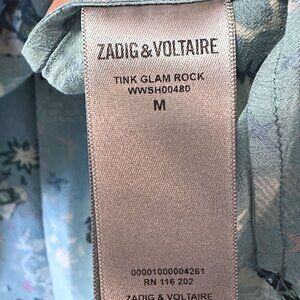 ZADIG & VOLTAIRE
TINK GLAM ROCK
WWSH00480
M
00001000004261
RN 116 202
ZADIG & VOLTAIRE